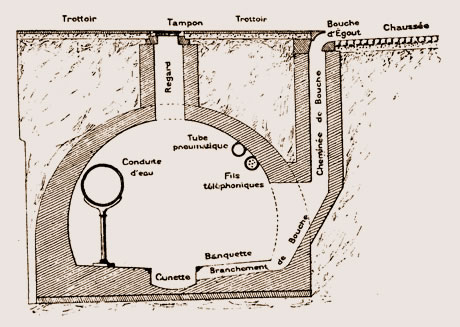 Trottoir
Tampon
Trottoir
Bouche
d'Égout
Chaussée
Regard
Cheminée de Bouche
Tube
pneumatique
Conduite
d'eau
Fils
téléphoniques
Banquette
Branchement de Bouche
Cunette